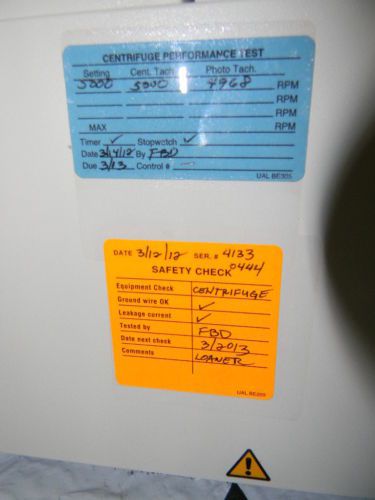 CENTRIFUGE PERFORMANCE TEST
Setting Cent. Tach. Photo Tach.
5000 5000 4968 RPM
RPM
RPM
MAX RPM
Timer ✓ Stopwatch ✓
Date 3/14/12 By FBD
Due 3/13 Control # —
UAL BE305
DATE 3/12/12 SER. # 4133
0444
SAFETY CHECK
Equipment Check CENTRIFUGE
Ground wire OK ✓
Leakage current ✓
Tested by FBD
Date next check 3/2013
Comments LOANER
UAL BE203